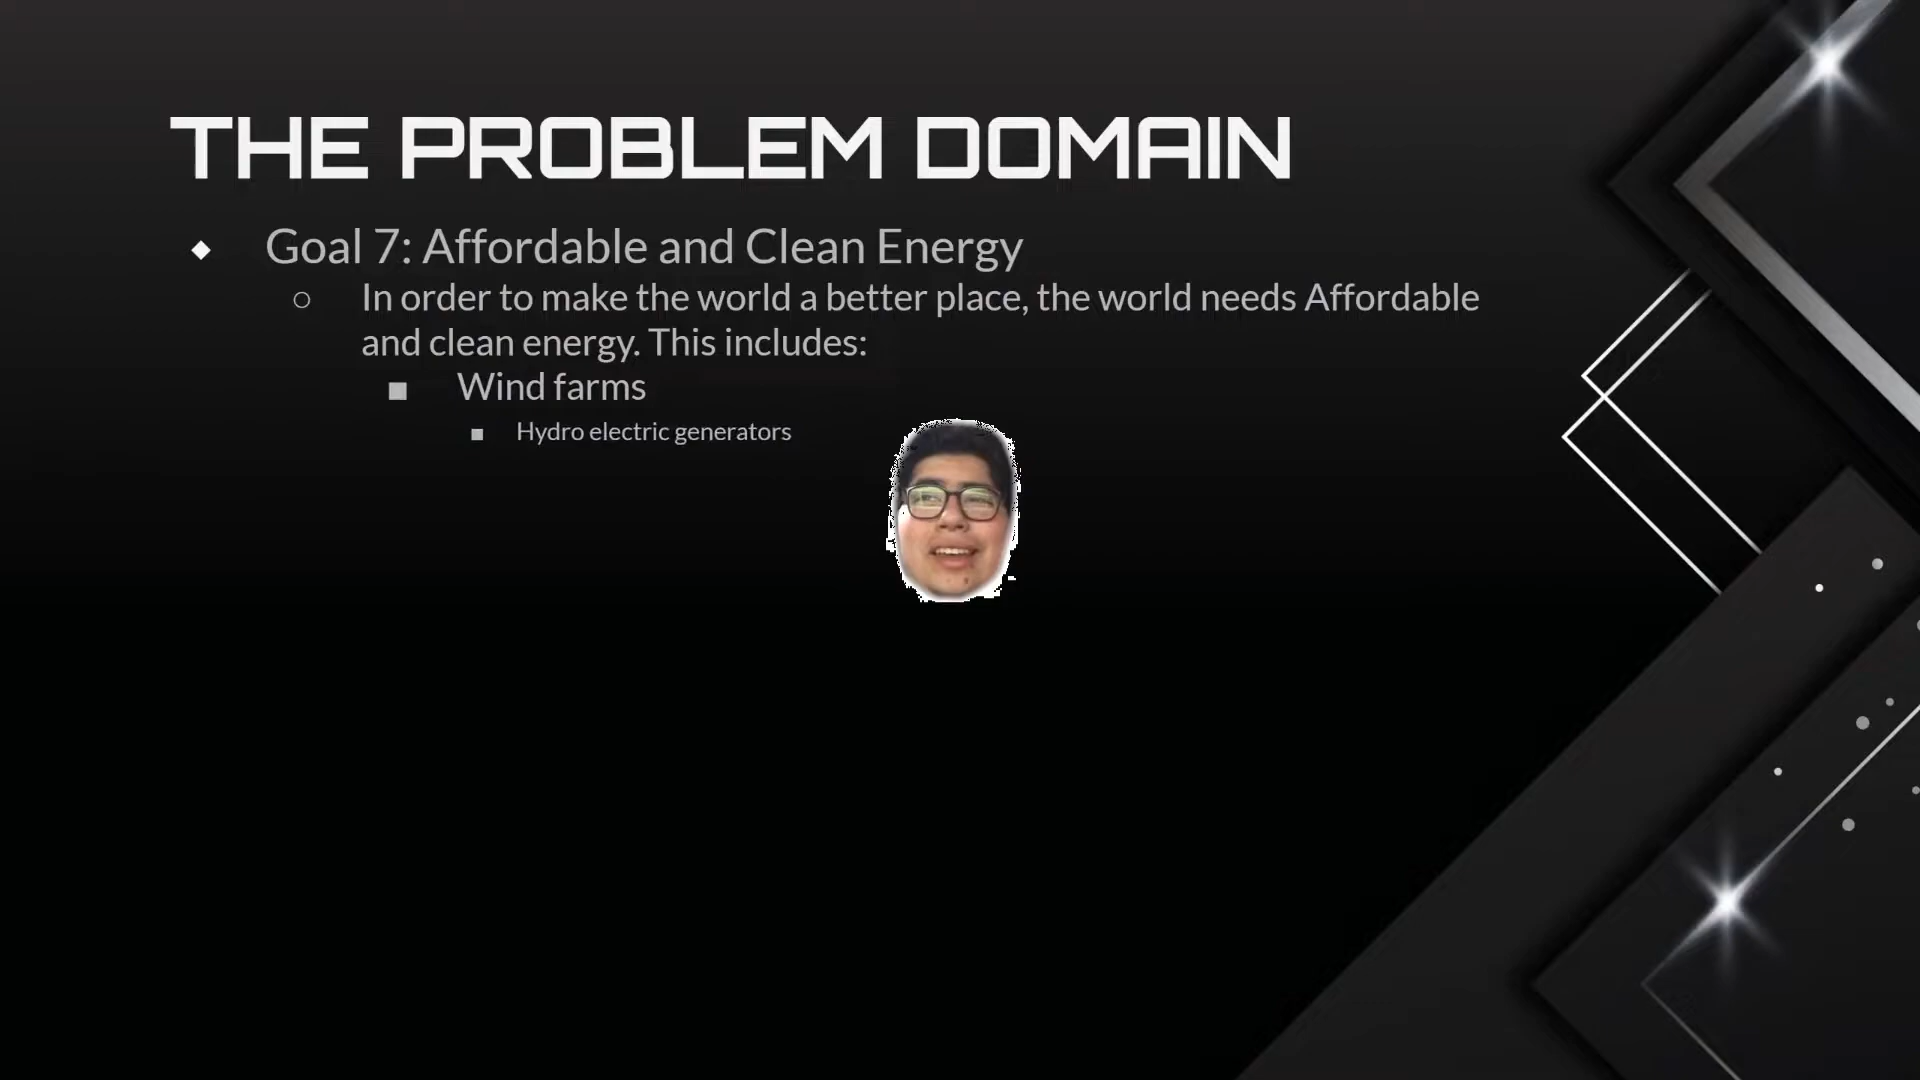 THE PROBLEM DOMAIN
Goal 7: Affordable and Clean Energy
In order to make the world a better place, the world needs Affordable
and clean energy. This includes:
Wind farms
Hydro electric generators